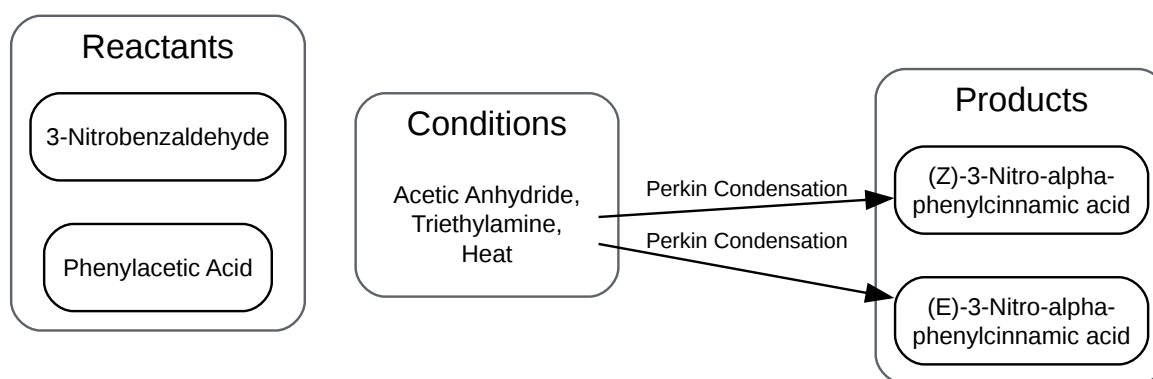 Reactants
3-Nitrobenzaldehyde
Phenylacetic Acid
Conditions
Acetic Anhydride,
Triethylamine,
Heat
Perkin Condensation
Perkin Condensation
Products
(Z)-3-Nitro-alpha-
phenylcinnamic acid
(E)-3-Nitro-alpha-
phenylcinnamic acid